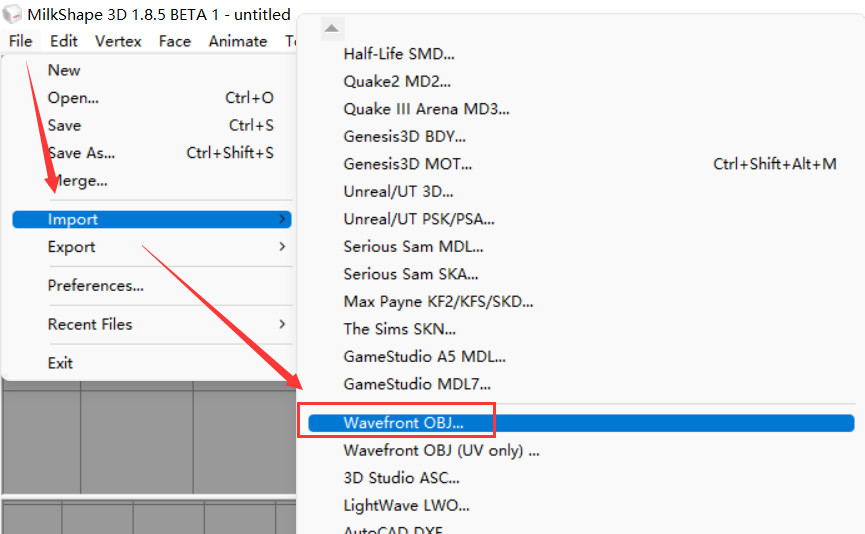 MilkShape 3D 1.8.5 BETA 1 - untitled
File Edit Vertex Face Animate
New
Open... Ctrl+O
Save Ctrl+S
Save As... Ctrl+Shift+S
Merge...
Import
Export
Preferences...
Recent Files
Exit
Half-Life SMD...
Quake2 MD2...
Quake III Arena MD3...
Genesis3D BDY...
Genesis3D MOT... Ctrl+Shift+Alt+M
Unreal/UT 3D...
Unreal/UT PSK/PSA...
Serious Sam MDL...
Serious Sam SKA...
Max Payne KF2/KFS/SKD...
The Sims SKN...
GameStudio A5 MDL...
GameStudio MDL7...
Wavefront OBJ...
Wavefront OBJ (UV only) ...
3D Studio ASC...
LightWave LWO...
AutoCAD DXF